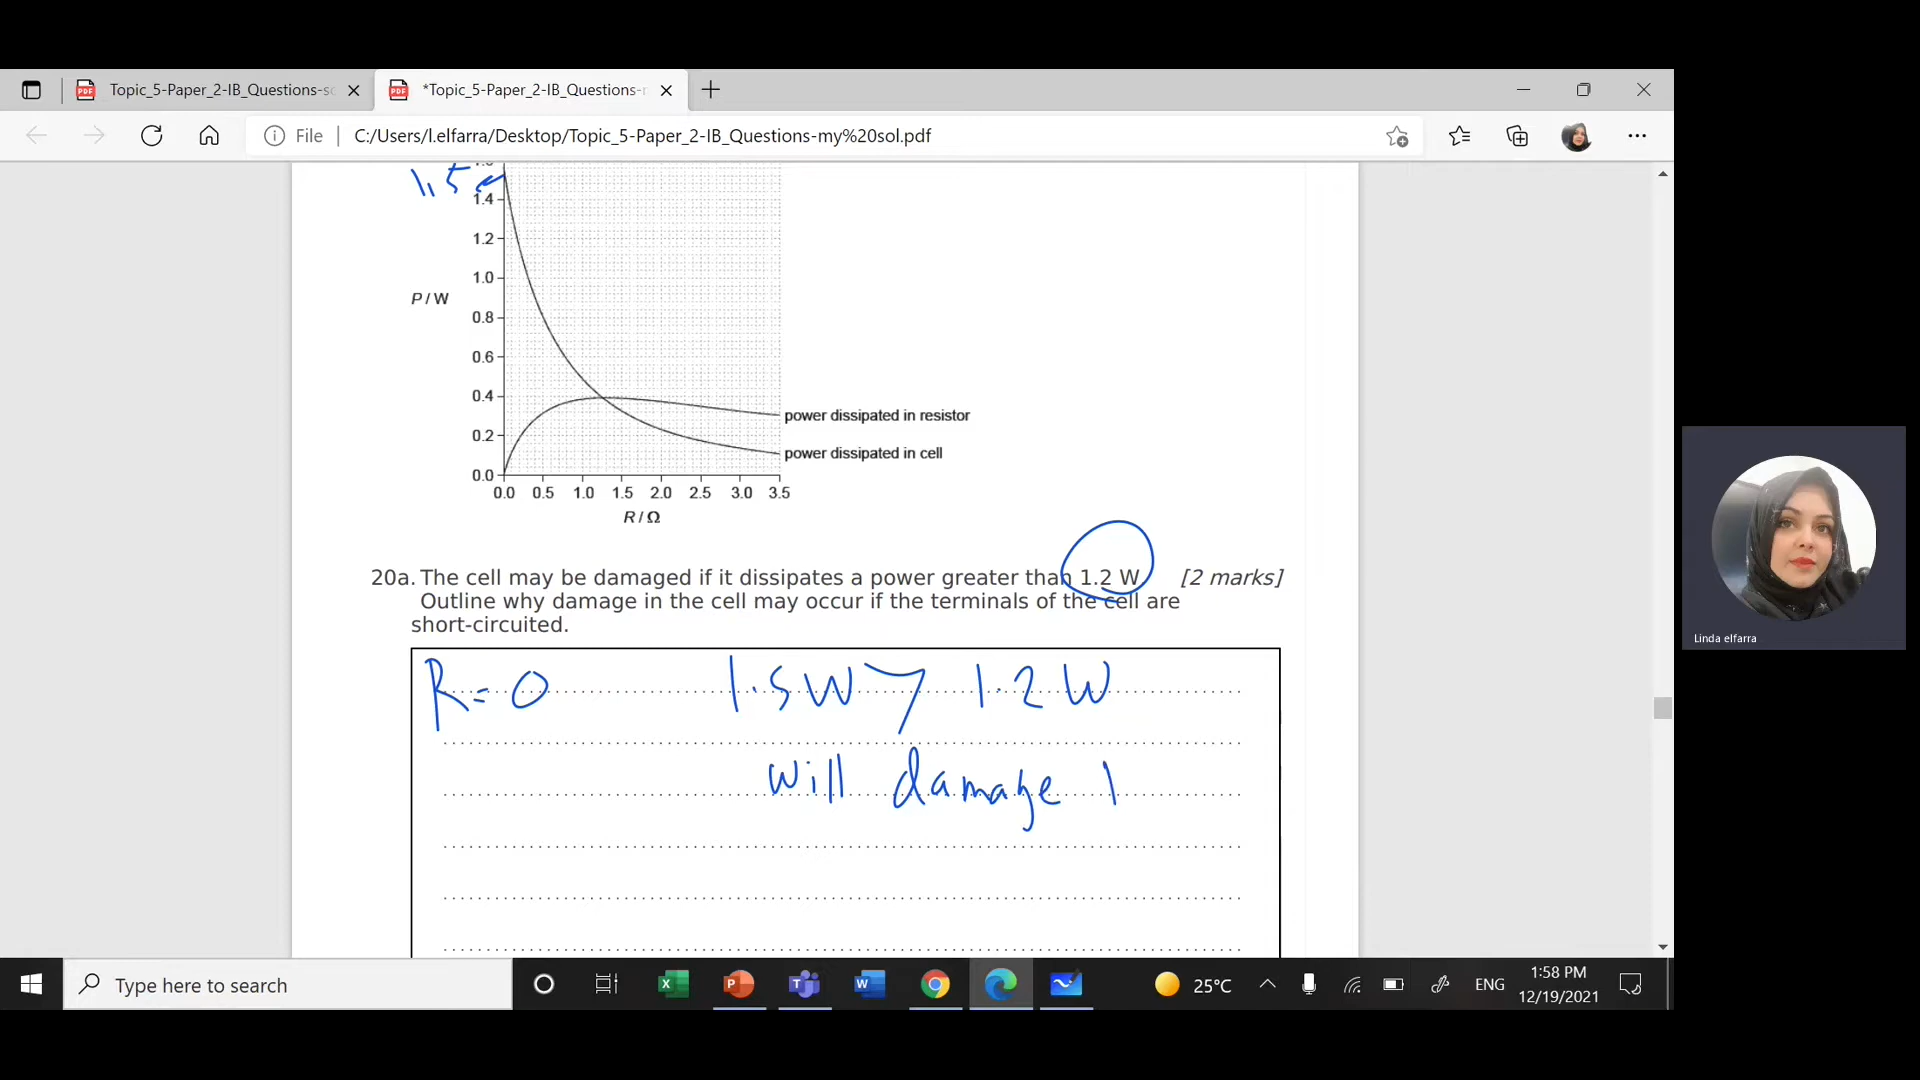 Topic_5-Paper_2-IB_Questions-so
*Topic_5-Paper_2-IB_Questions-m
File
C:/Users/l.elfarra/Desktop/Topic_5-Paper_2-IB_Questions-my%20sol.pdf
1.5
1.4
1.2
1.0
P / W
0.8
0.6
0.4
power dissipated in resistor
0.2
power dissipated in cell
0.0
0.0 0.5 1.0 1.5 2.0 2.5 3.0 3.5
R / Ω
20a. The cell may be damaged if it dissipates a power greater than 1.2 W. [2 marks]
Outline why damage in the cell may occur if the terminals of the cell are
short-circuited.
R = 0 1.5 W > 1.2 W
will damage
Linda elfarra
Type here to search
25°C
ENG
1:58 PM
12/19/2021